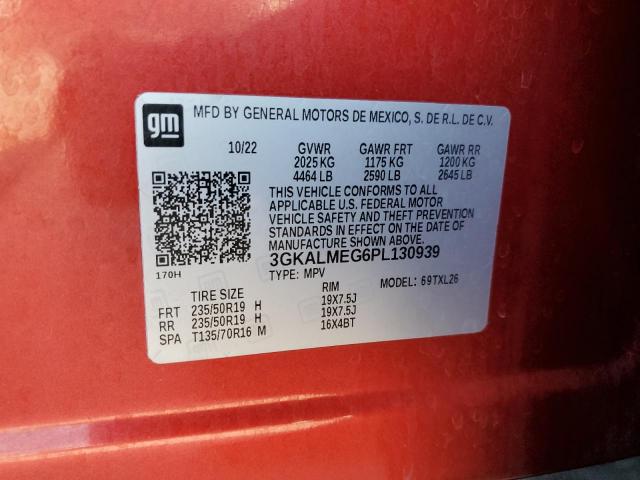 gm
MFD BY GENERAL MOTORS DE MEXICO, S. DE R.L. DE C.V.
10/22 GVWR GAWR FRT GAWR RR
2025 KG 1175 KG 1200 KG
4464 LB 2590 LB 2645 LB
THIS VEHICLE CONFORMS TO ALL
APPLICABLE U.S. FEDERAL MOTOR
VEHICLE SAFETY AND THEFT PREVENTION
STANDARDS IN EFFECT ON THE DATE OF
MANUFACTURE SHOWN ABOVE.
170H 3GKALMEG6PL130939
TYPE: MPV MODEL: 69TXL26
TIRE SIZE RIM
FRT 235/50R19 H 19X7.5J
RR 235/50R19 H 19X7.5J
SPA T135/70R16 M 16X4BT